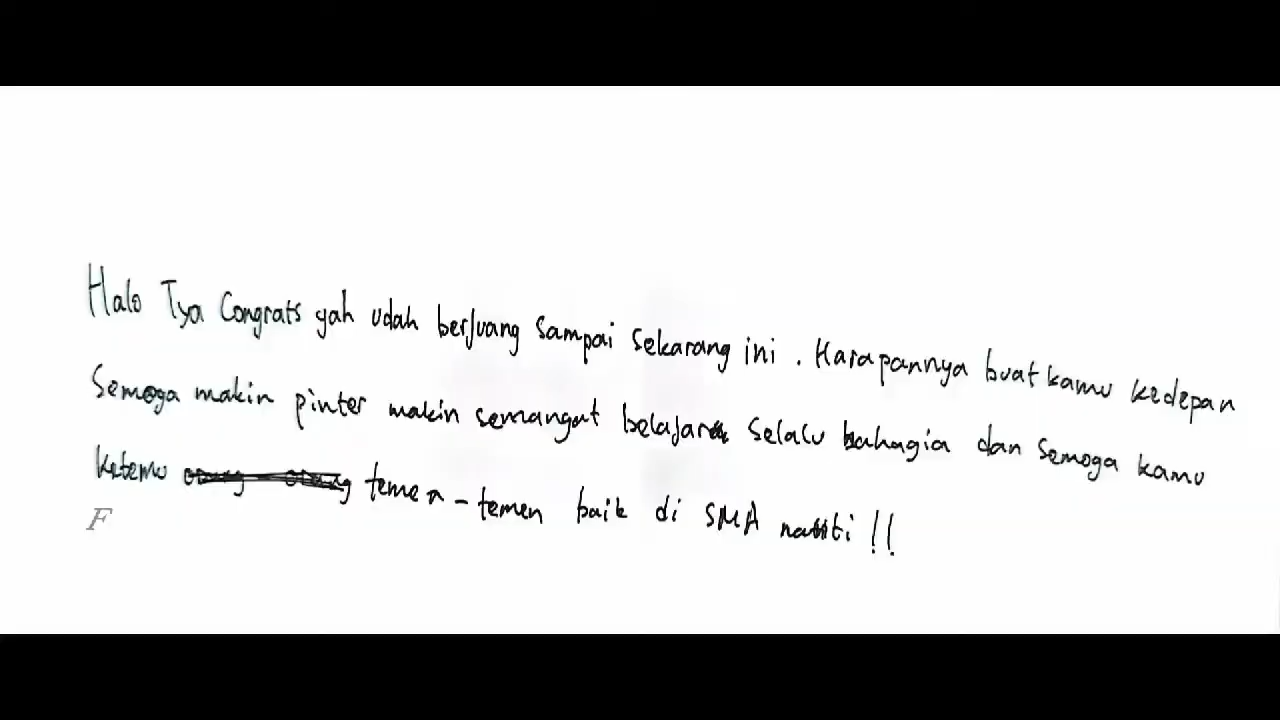 Halo Tya Congrats yah udah berjuang sampai sekarang ini . Harapannya buat kamu kedepan
Semoga makin pinter makin semangat belajar selalu bahagia dan semoga kamu
ketemu temen-temen baik di SMA nanti !!
F